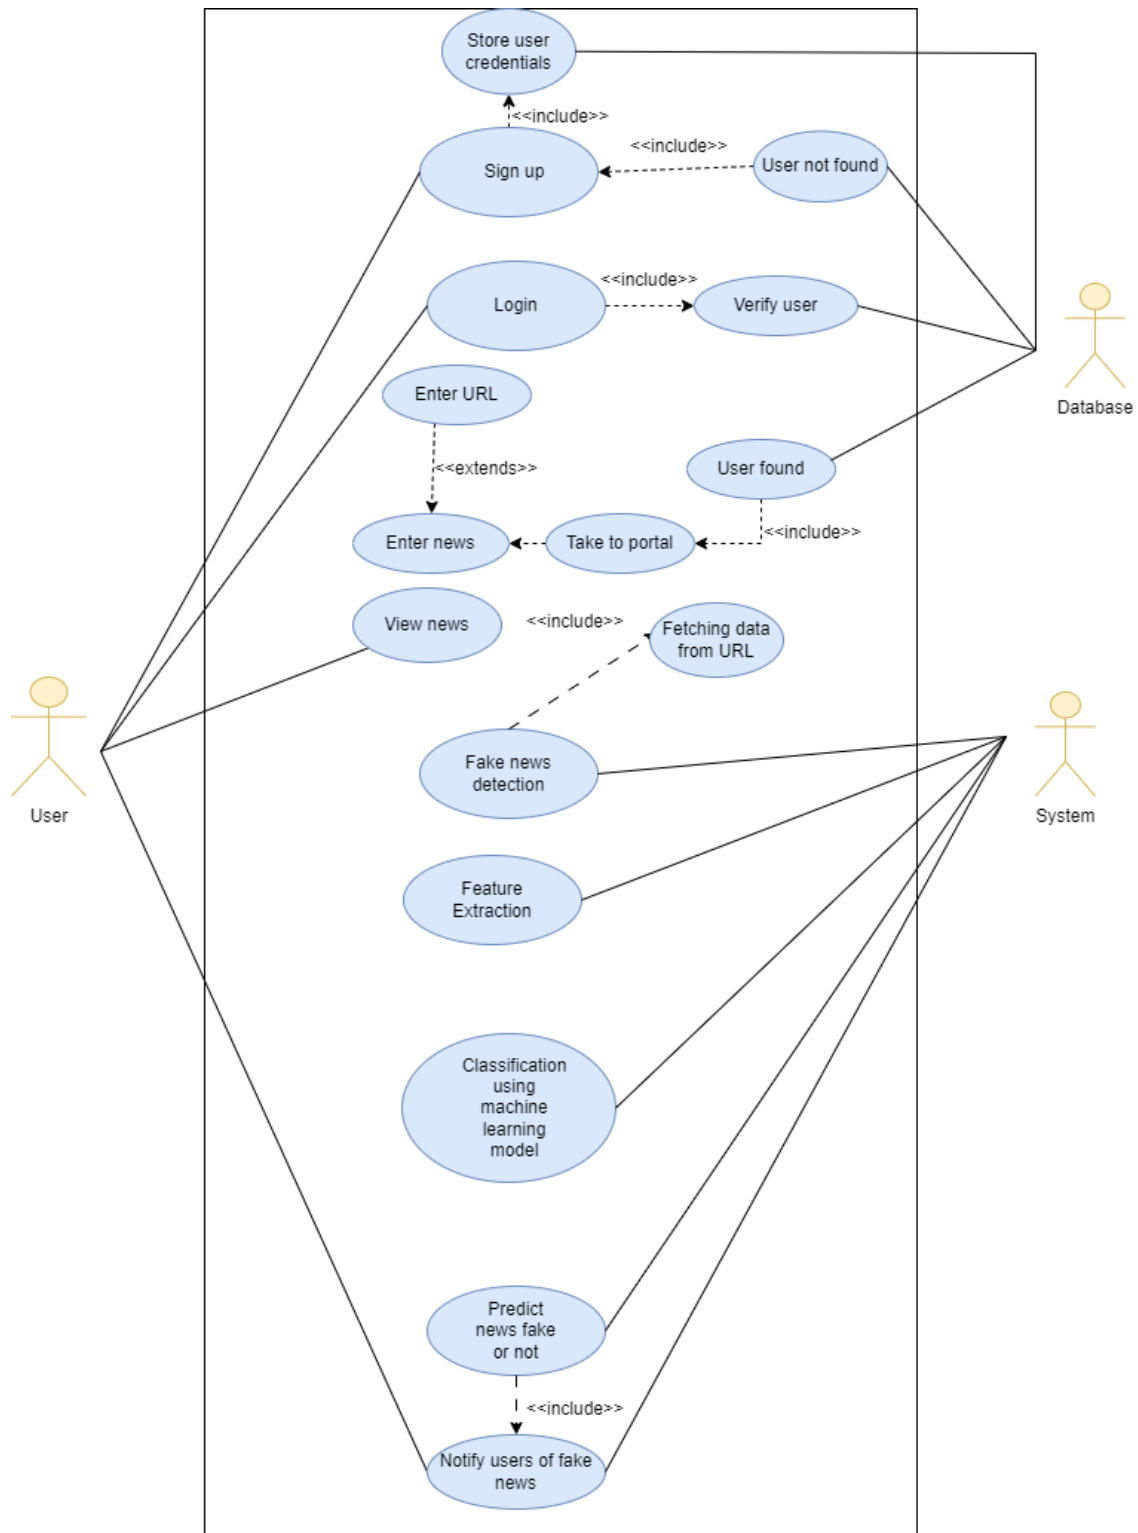 Store user
credentials
<<include>>
<<include>>
Sign up
User not found
<<include>>
Login
Verify user
Enter URL
Database
<<extends>>
User found
<<include>>
Enter news
Take to portal
View news
<<include>>
Fetching data
from URL
Fake news
detection
User
System
Feature
Extraction
Classification
using
machine
learning
model
Predict
news fake
or not
<<include>>
Notify users of fake
news